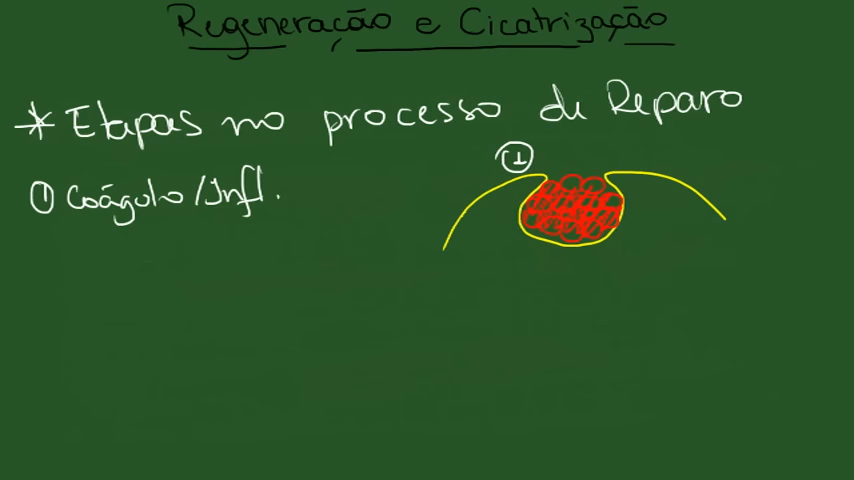 Regeneração e Cicatrização
* Etapas no processo de Reparo
① Coágulo/Infl.
①